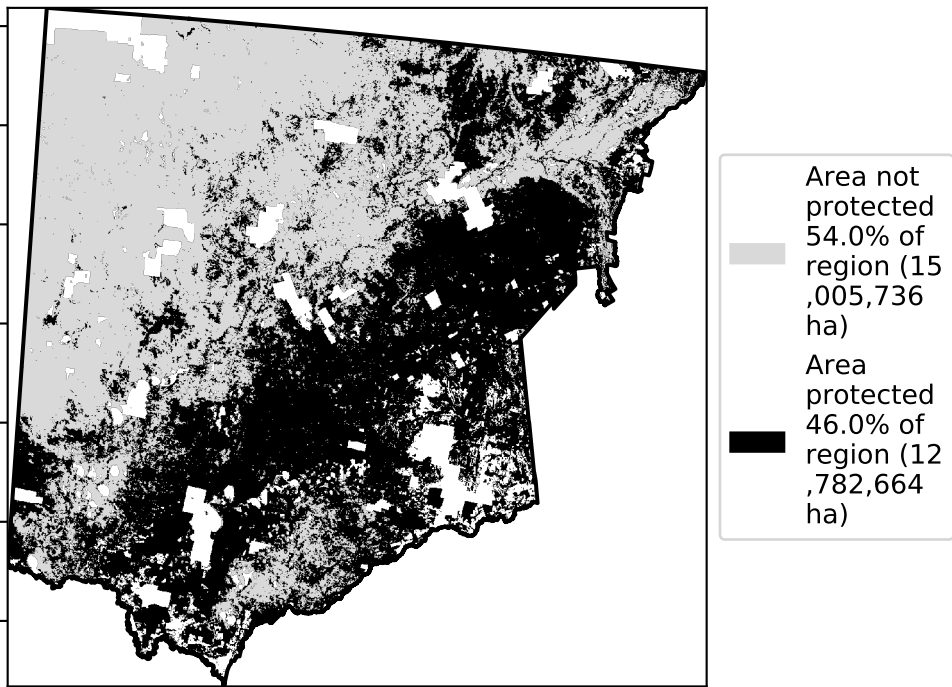 Area not
protected
54.0% of
region (15
,005,736
ha)
Area
protected
46.0% of
region (12
,782,664
ha)